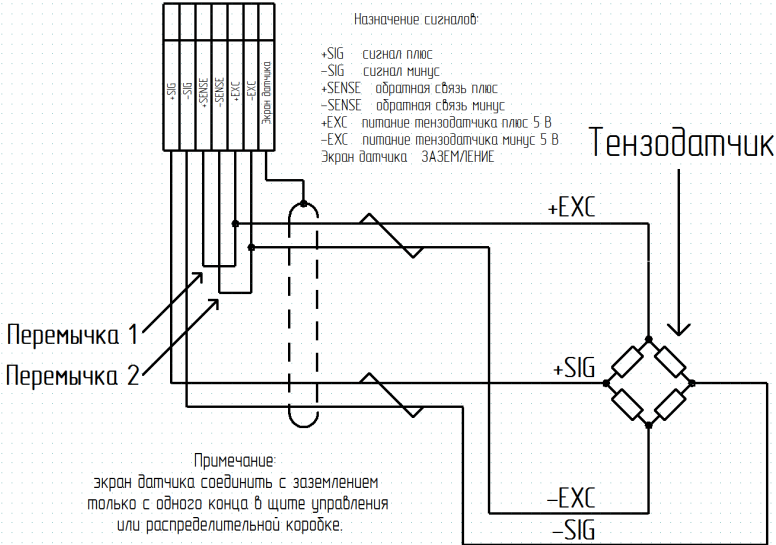 Назначение сигналов:
+SIG сигнал плюс
-SIG сигнал минус
+SENSE обратная связь плюс
-SENSE обратная связь минус
+EXC питание тензодатчика плюс 5 В
-EXC питание тензодатчика минус 5 В
Экран датчика ЗАЗЕМЛЕНИЕ
+SIG
-SIG
+SENSE
-SENSE
+EXC
-EXC
Экран датчика
Тензодатчик
+EXC
Перемычка 1
Перемычка 2
+SIG
-EXC
-SIG
Примечание:
экран датчика соединить с заземлением
только с одного конца в щите управления
или распределительной коробке.